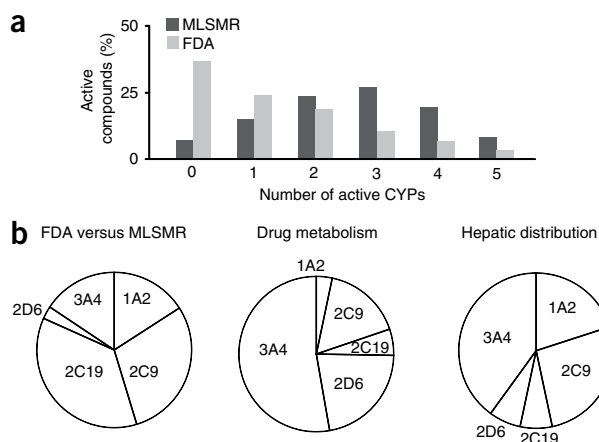 a
MLSMR
FDA
Active
compounds (%)
50
25
0
0 1 2 3 4 5
Number of active CYPs
b
FDA versus MLSMR
Drug metabolism
Hepatic distribution
3A4
1A2
2D6
2C19
2C9
1A2
2C9
2C19
3A4
2D6
1A2
3A4
2C9
2D6
2C19